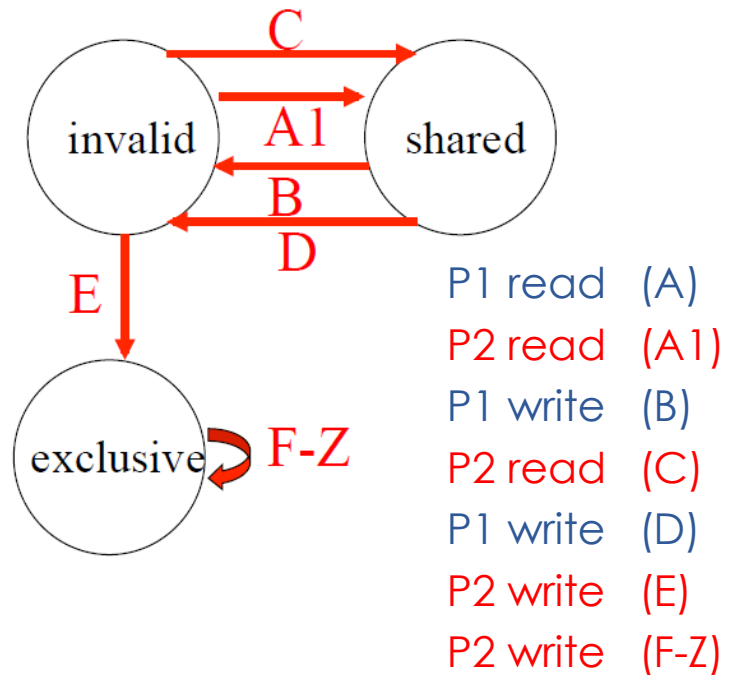 C
invalid
A1
shared
B
D
E
exclusive
F-Z
P1 read (A)
P2 read (A1)
P1 write (B)
P2 read (C)
P1 write (D)
P2 write (E)
P2 write (F-Z)